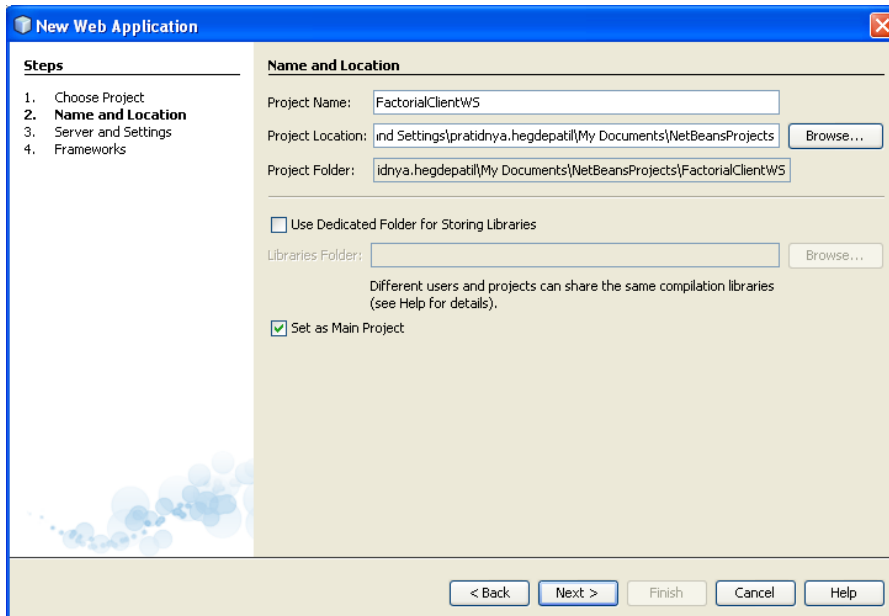 New Web Application
Steps
1. Choose Project
2. Name and Location
3. Server and Settings
4. Frameworks
Name and Location
Project Name: FactorialClientWS
Project Location: ind Settings\pratidnya.hegdepatil\My Documents\NetBeansProjects Browse...
Project Folder: idnya.hegdepatil\My Documents\NetBeansProjects\FactorialClientWS
Use Dedicated Folder for Storing Libraries
Libraries Folder: Browse...
Different users and projects can share the same compilation libraries
(see Help for details).
Set as Main Project
< Back Next > Finish Cancel Help